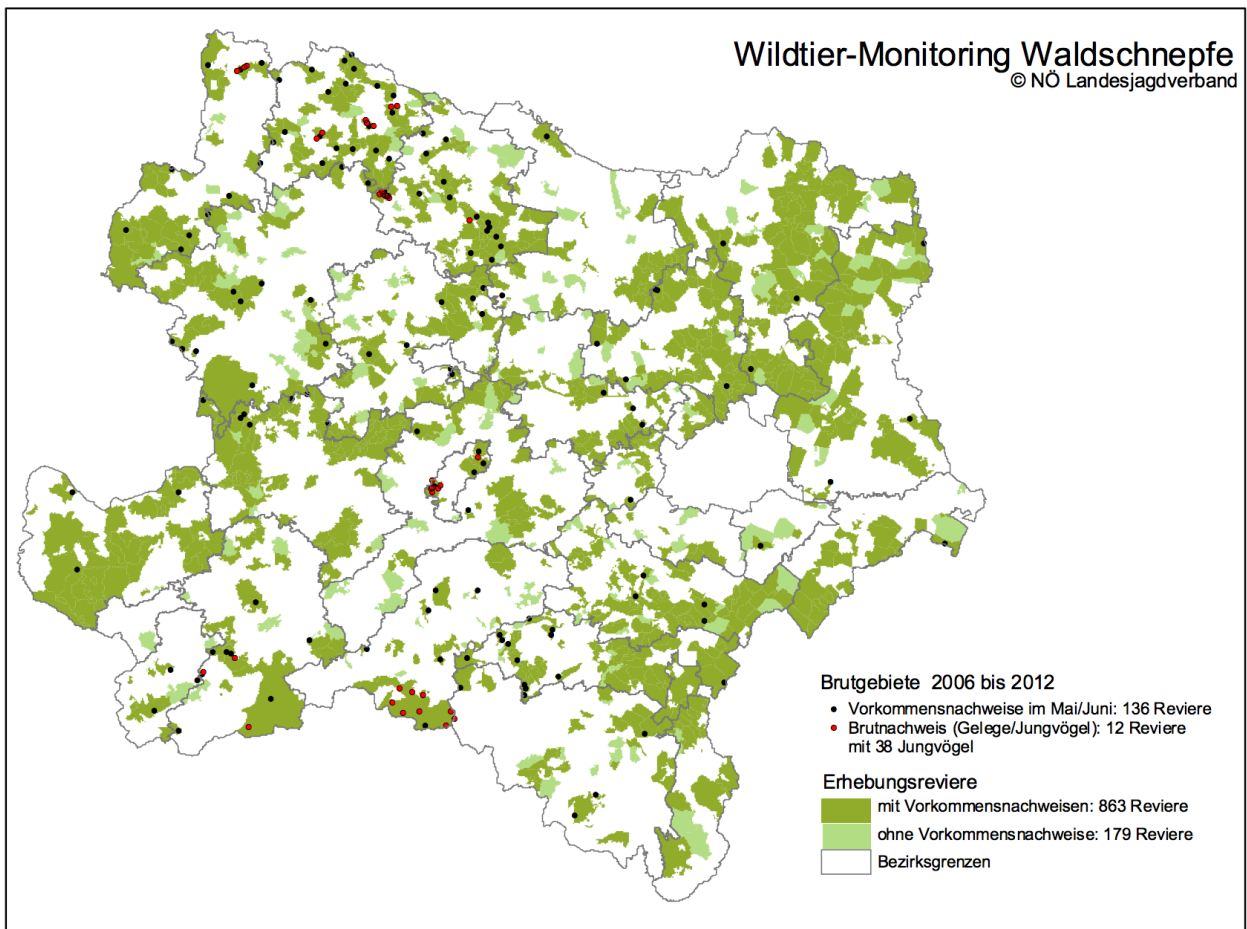 Wildtier-Monitoring Waldschnepfe
© NÖ Landesjagdverband
Brutgebiete 2006 bis 2012
Vorkommensnachweise im Mai/Juni: 136 Reviere
Brutnachweis (Gelege/Jungvögel): 12 Reviere
mit 38 Jungvögel
Erhebungsreviere
mit Vorkommensnachweisen: 863 Reviere
ohne Vorkommensnachweise: 179 Reviere
Bezirksgrenzen